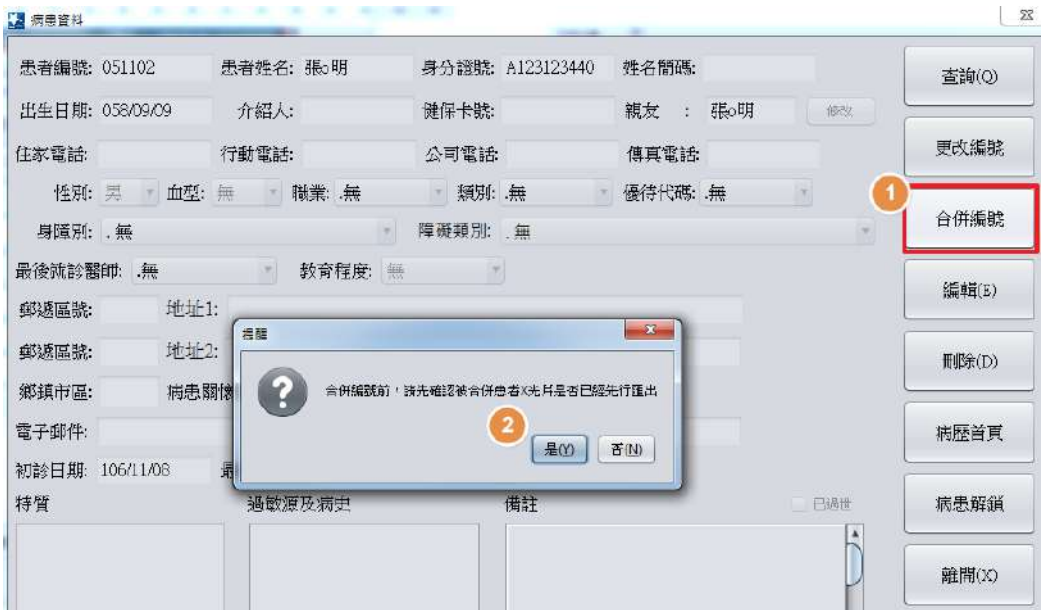 病患資料
患者編號: 051102 患者姓名: 張o明 身分證號: A123123440 姓名簡碼: 查詢(Q)
出生日期: 058/09/09 介紹人: 健保卡號: 親友 : 張o明 修改
住家電話: 行動電話: 公司電話: 傳真電話: 更改編號
性別: 男 血型: 無 職業: .無 類別: .無 優待代碼: .無 1
身障別: . 無 障礙類別: . 無 合併編號
最後就診醫師: .無 教育程度: 無
編輯(E)
郵遞區號: 地址1:
提醒
郵遞區號: 地址2: 刪除(D)
合併編號前，請先確認被合併患者X光片是否已經先行匯出
鄉鎮市區: 病患關懷
電子郵件: 2 病歷首頁
是(Y) 否(N)
初診日期: 106/11/08 最
特質 過敏源及病史 備註 已過世 病患解鎖
離開(X)